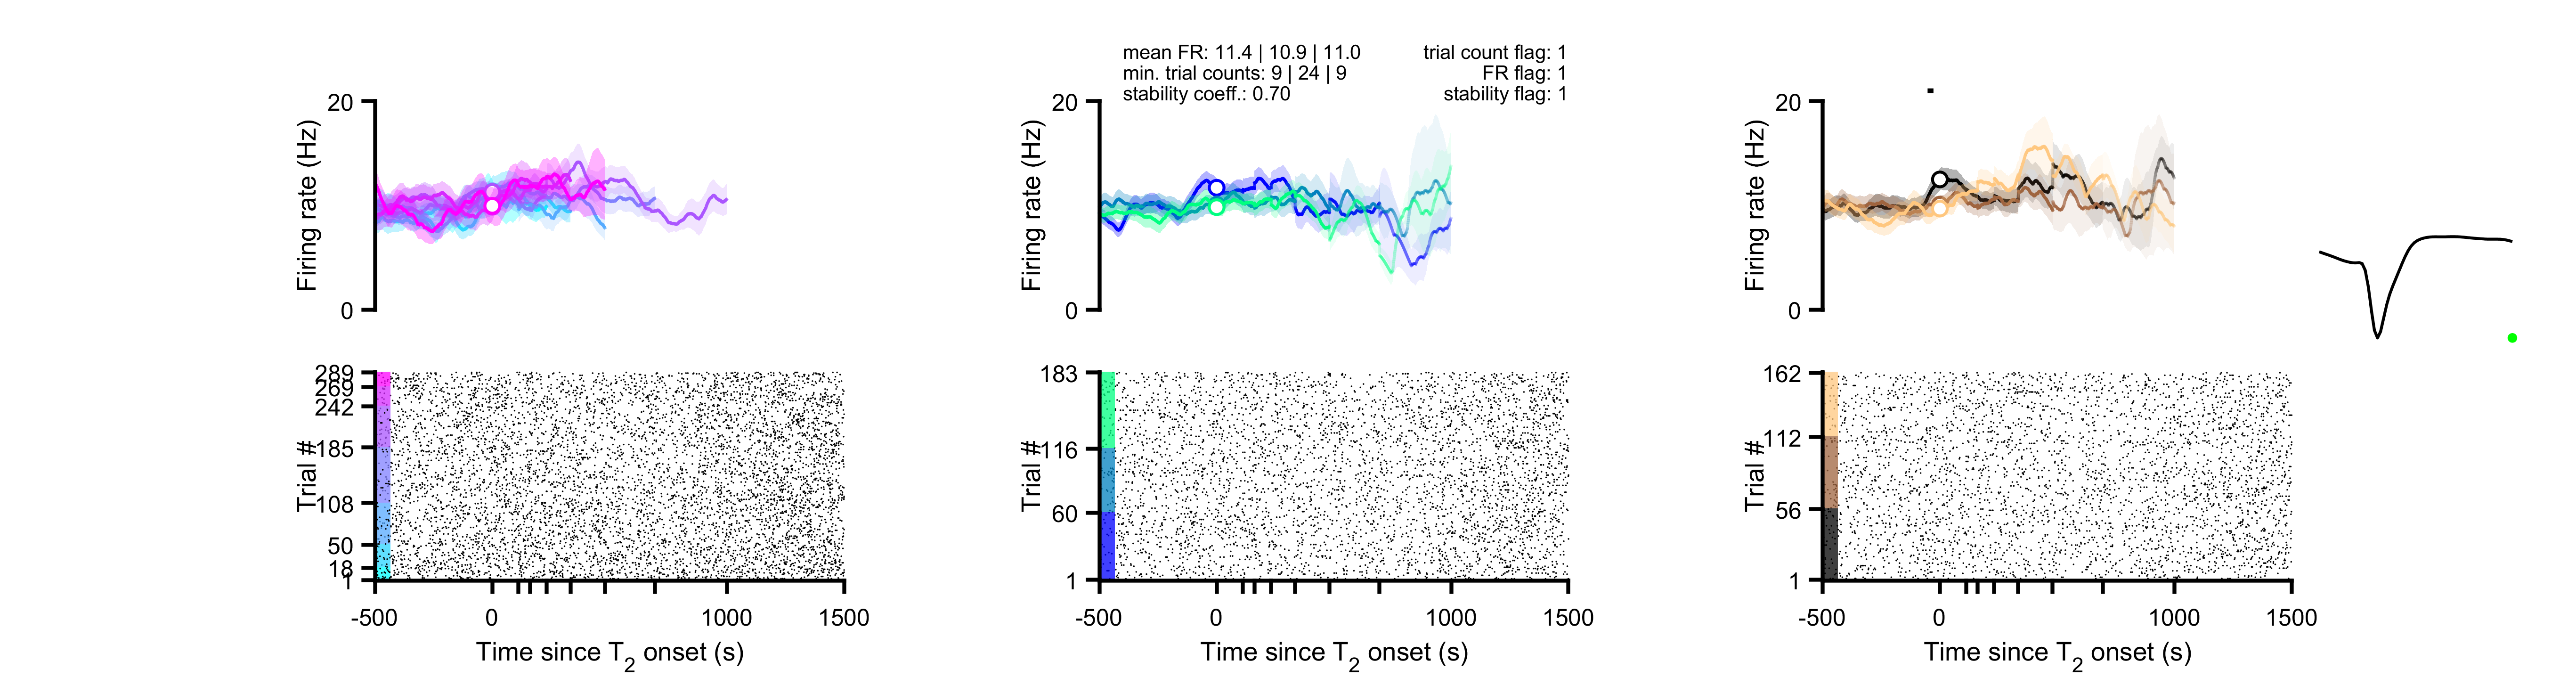 mean FR: 11.4 | 10.9 | 11.0
min. trial counts: 9 | 24 | 9
stability coeff.: 0.70
trial count flag: 1
FR flag: 1
stability flag: 1
20
0
Firing rate (Hz)
20
0
Firing rate (Hz)
20
0
Firing rate (Hz)
289
269
242
185
108
50
18
1
Trial #
-500
0
1000
1500
Time since T2 onset (s)
183
116
60
1
Trial #
-500
0
1000
1500
Time since T2 onset (s)
162
112
56
1
Trial #
-500
0
1000
1500
Time since T2 onset (s)